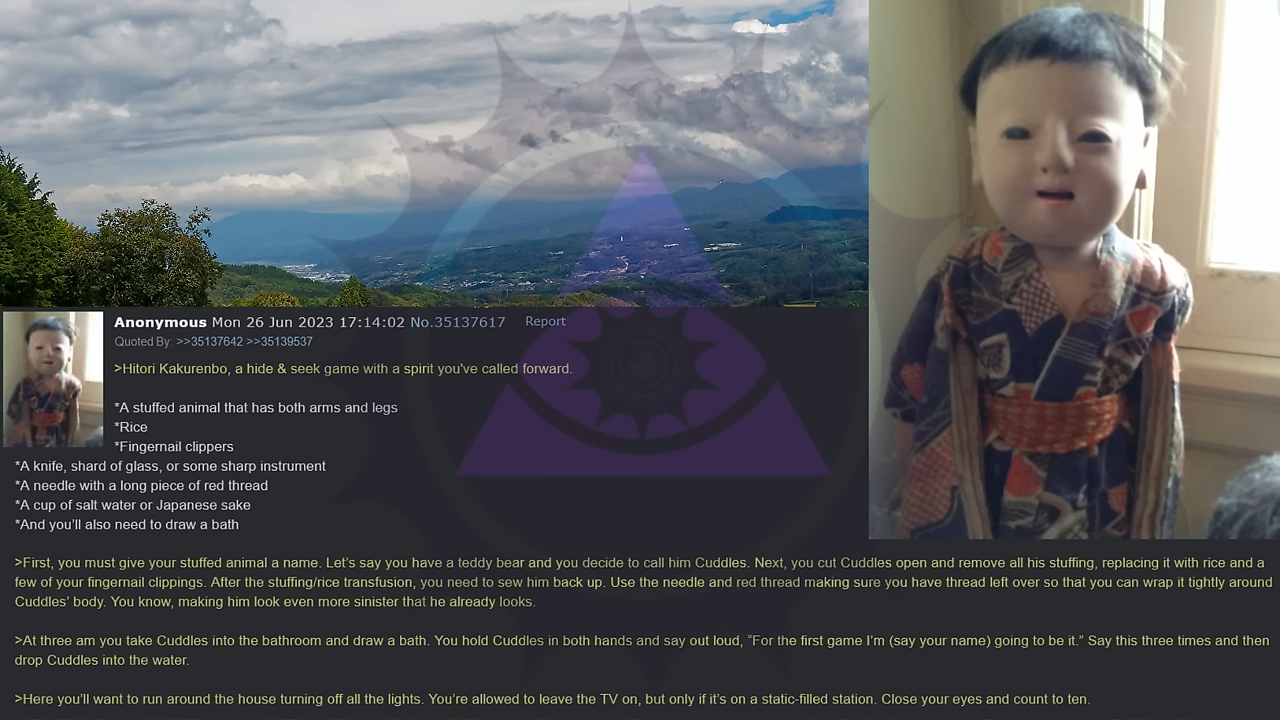 Anonymous Mon 26 Jun 2023 17:14:02 No.35137617 Report
Quoted By: >>35137642 >>35139537
>Hitori Kakurenbo, a hide & seek game with a spirit you've called forward.
*A stuffed animal that has both arms and legs
*Rice
*Fingernail clippers
*A knife, shard of glass, or some sharp instrument
*A needle with a long piece of red thread
*A cup of salt water or Japanese sake
*And you'll also need to draw a bath
>First, you must give your stuffed animal a name. Let's say you have a teddy bear and you decide to call him Cuddles. Next, you cut Cuddles open and remove all his stuffing, replacing it with rice and a
few of your fingernail clippings. After the stuffing/rice transfusion, you need to sew him back up. Use the needle and red thread making sure you have thread left over so that you can wrap it tightly around
Cuddles' body. You know, making him look even more sinister that he already looks.
>At three am you take Cuddles into the bathroom and draw a bath. You hold Cuddles in both hands and say out loud, “For the first game I'm (say your name) going to be it.” Say this three times and then
drop Cuddles into the water.
>Here you'll want to run around the house turning off all the lights. You're allowed to leave the TV on, but only if it's on a static-filled station. Close your eyes and count to ten.